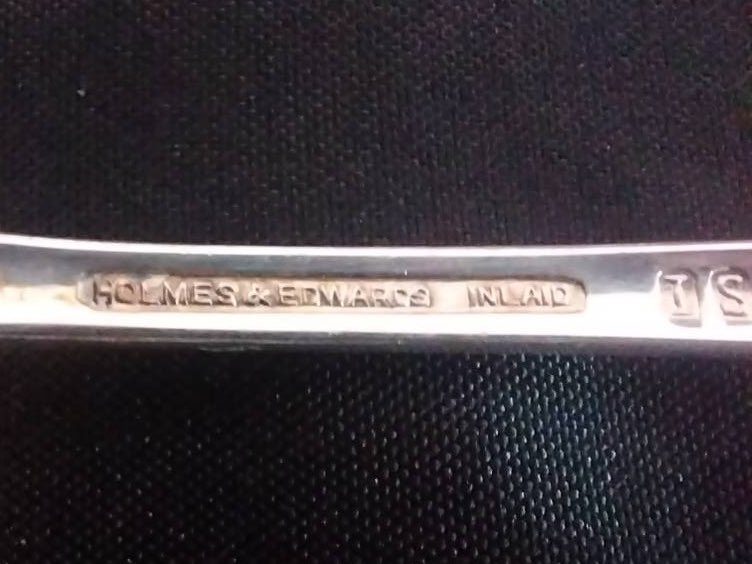 HOLMES & EDWARDS INLAID T S